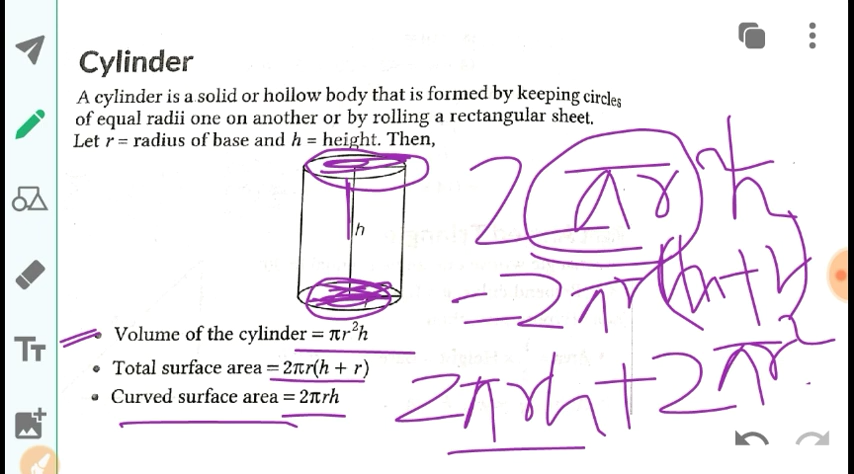 Cylinder
A cylinder is a solid or hollow body that is formed by keeping circles
of equal radii one on another or by rolling a rectangular sheet.
Let r = radius of base and h = height. Then,
h
• Volume of the cylinder = πr²h
• Total surface area = 2πr(h + r)
• Curved surface area = 2πrh
2πr h
= 2πr(h+r)
2πrh + 2πr²
TT